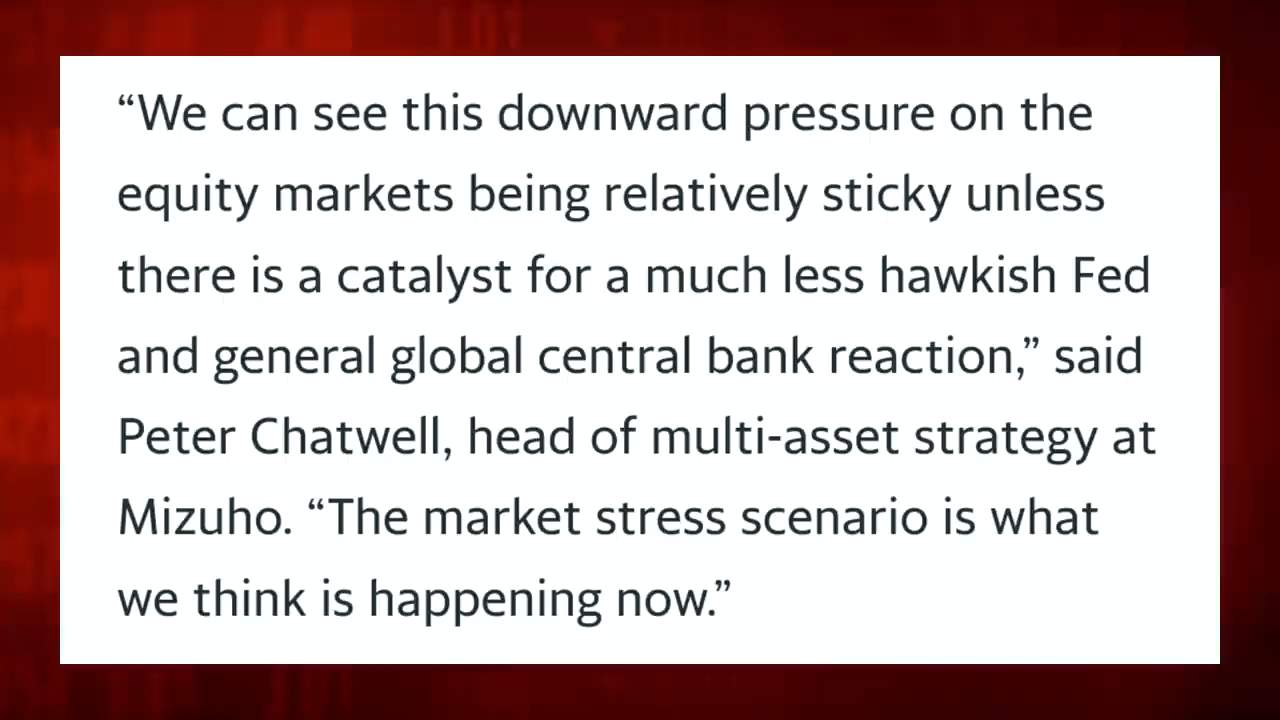 “We can see this downward pressure on the
equity markets being relatively sticky unless
there is a catalyst for a much less hawkish Fed
and general global central bank reaction,” said
Peter Chatwell, head of multi-asset strategy at
Mizuho. “The market stress scenario is what
we think is happening now.”